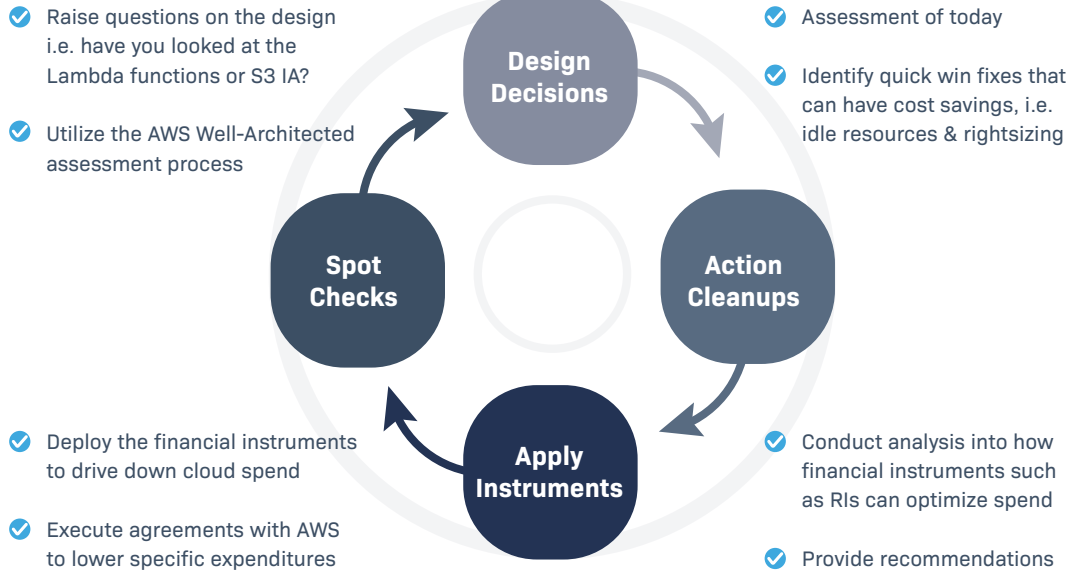 Raise questions on the design
i.e. have you looked at the
Lambda functions or S3 IA?
Utilize the AWS Well-Architected
assessment process
Design
Decisions
Assessment of today
Identify quick win fixes that
can have cost savings, i.e.
idle resources & rightsizing
Spot
Checks
Action
Cleanups
Deploy the financial instruments
to drive down cloud spend
Execute agreements with AWS
to lower specific expenditures
Apply
Instruments
Conduct analysis into how
financial instruments such
as RIs can optimize spend
Provide recommendations